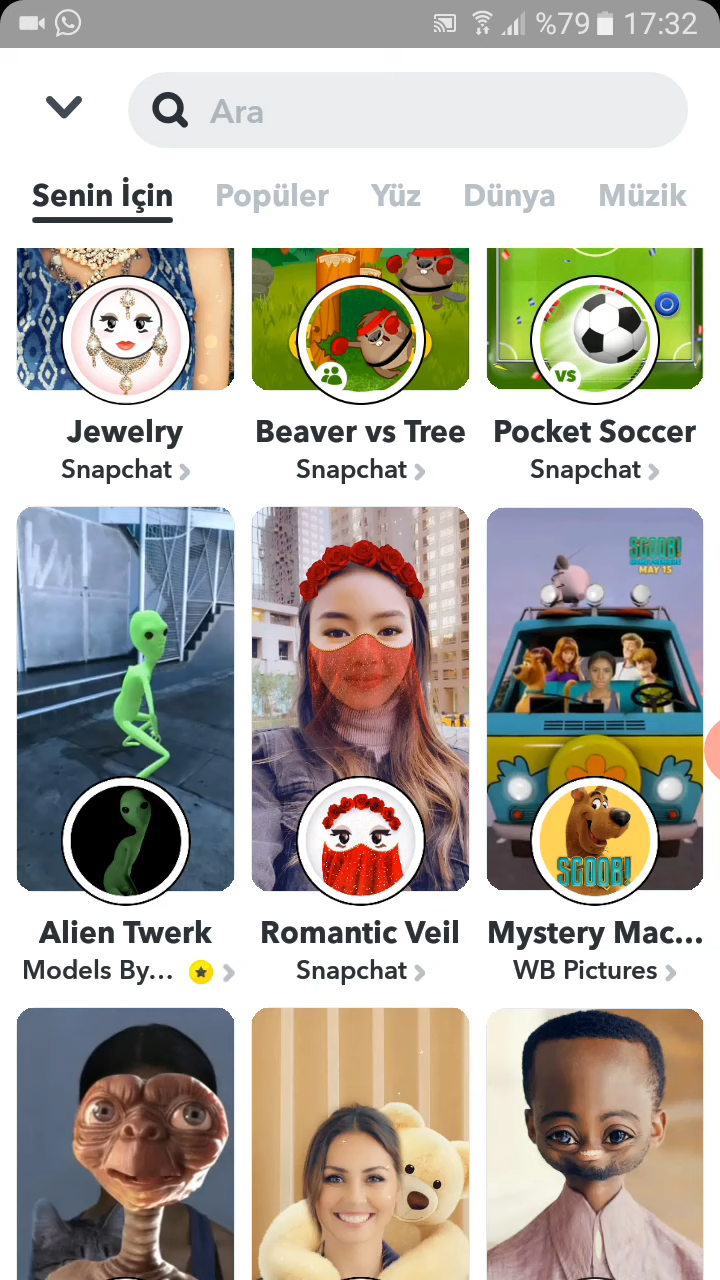 %79 17:32
Ara
Senin İçin Popüler Yüz Dünya Müzik
VS
Jewelry Beaver vs Tree Pocket Soccer
Snapchat Snapchat Snapchat
SCOOB!
MAY 15
SCOOB!
Alien Twerk Romantic Veil Mystery Mac...
Models By... Snapchat WB Pictures